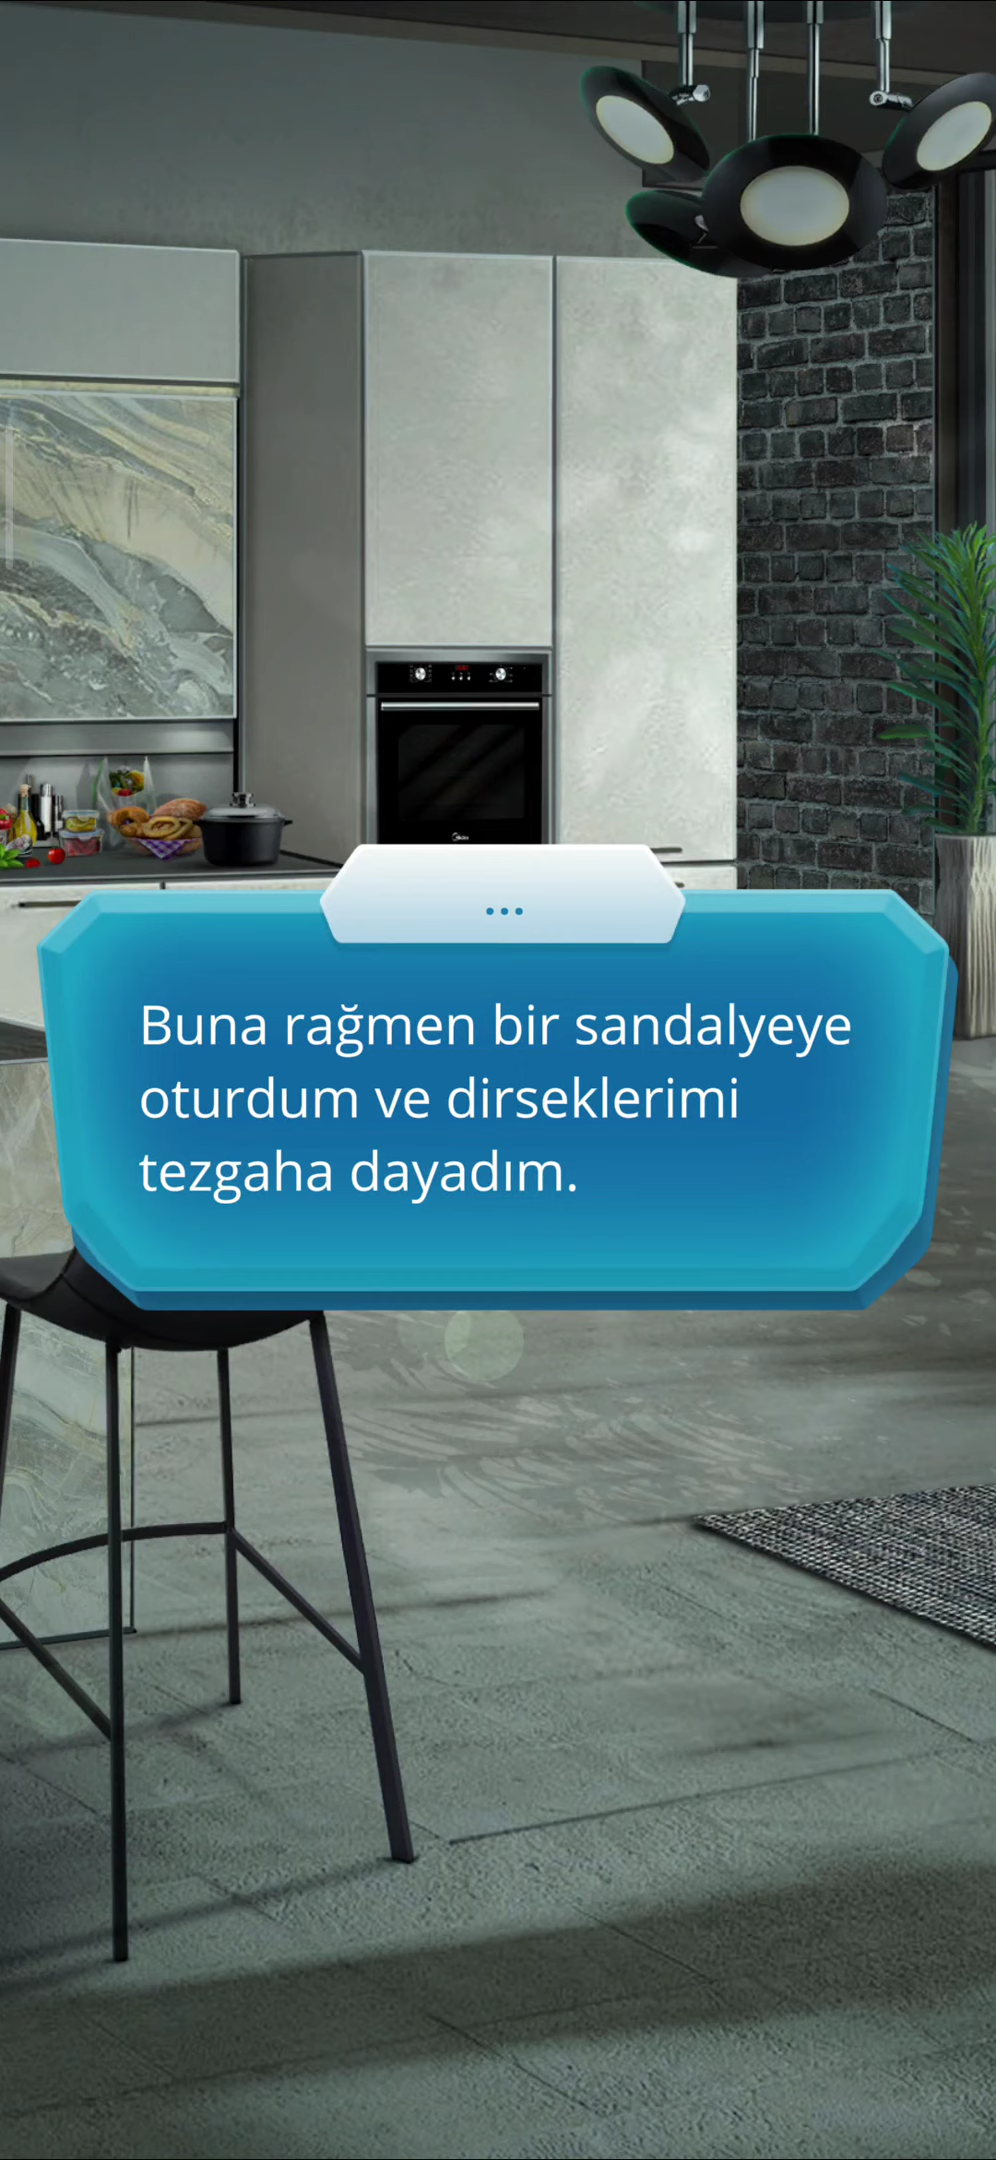 ...
Buna rağmen bir sandalyeye
oturdum ve dirseklerimi
tezgaha dayadım.